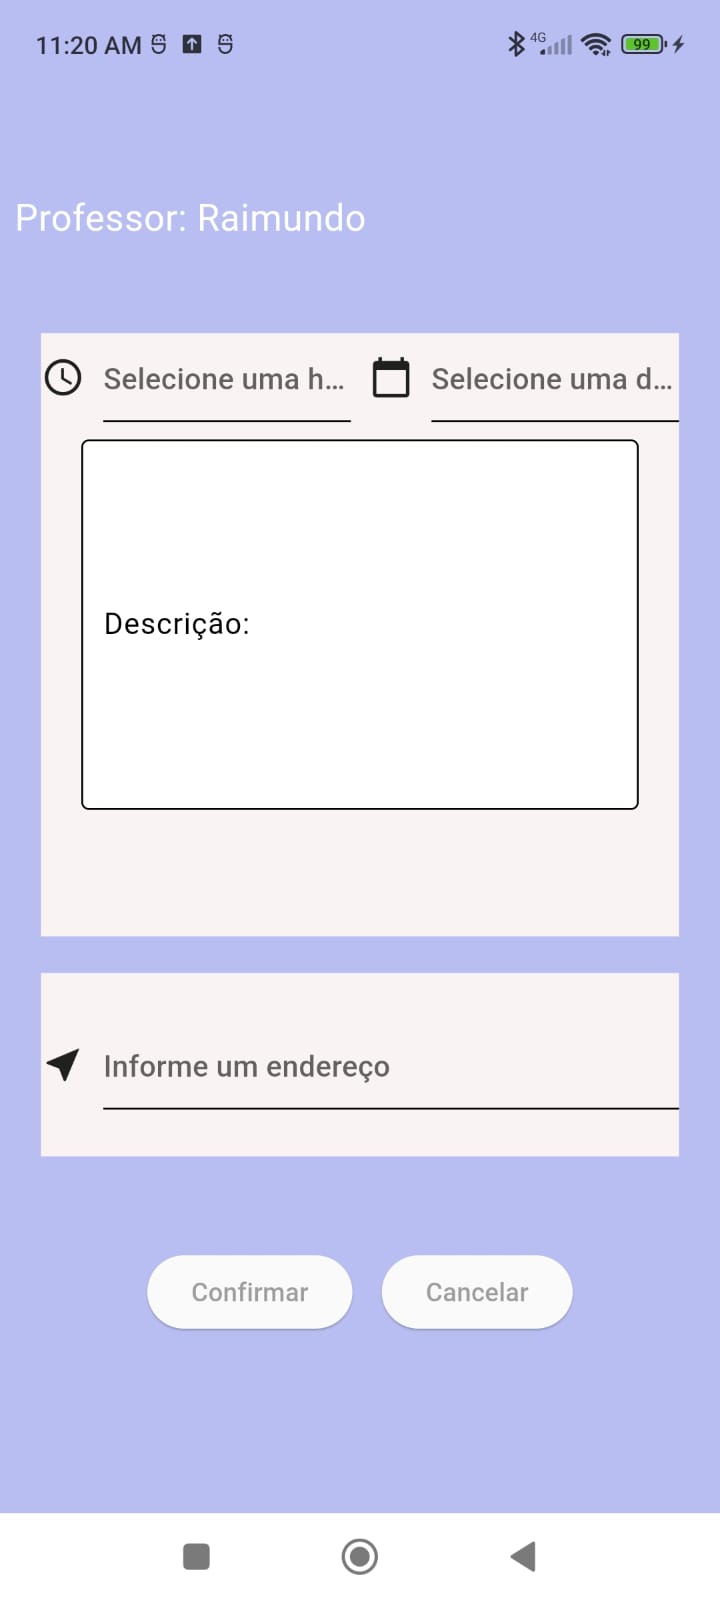 11:20 AM
4G
99
Professor: Raimundo
Selecione uma h... Selecione uma d...
Descrição:
Informe um endereço
Confirmar Cancelar